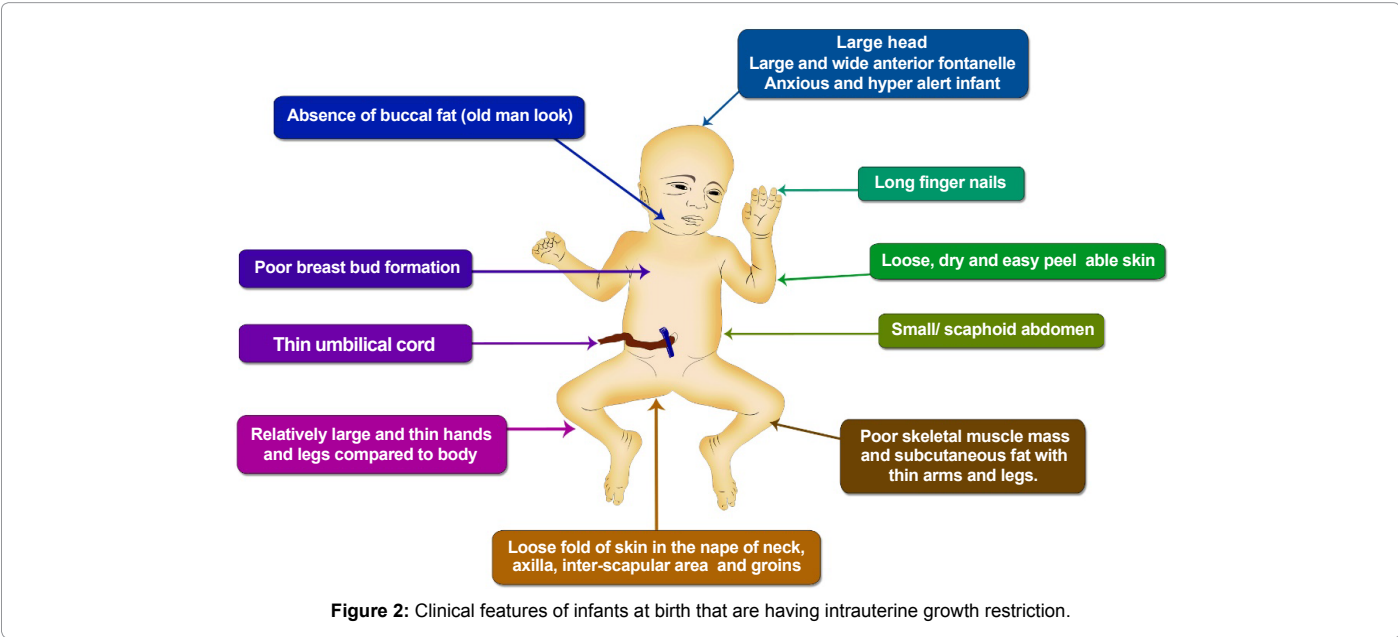 Large head
Large and wide anterior fontanelle
Anxious and hyper alert infant
Absence of buccal fat (old man look)
Long finger nails
Poor breast bud formation
Loose, dry and easy peel able skin
Thin umbilical cord
Small/ scaphoid abdomen
Relatively large and thin hands
and legs compared to body
Poor skeletal muscle mass
and subcutaneous fat with
thin arms and legs.
Loose fold of skin in the nape of neck,
axilla, inter-scapular area and groins
Figure 2: Clinical features of infants at birth that are having intrauterine growth restriction.